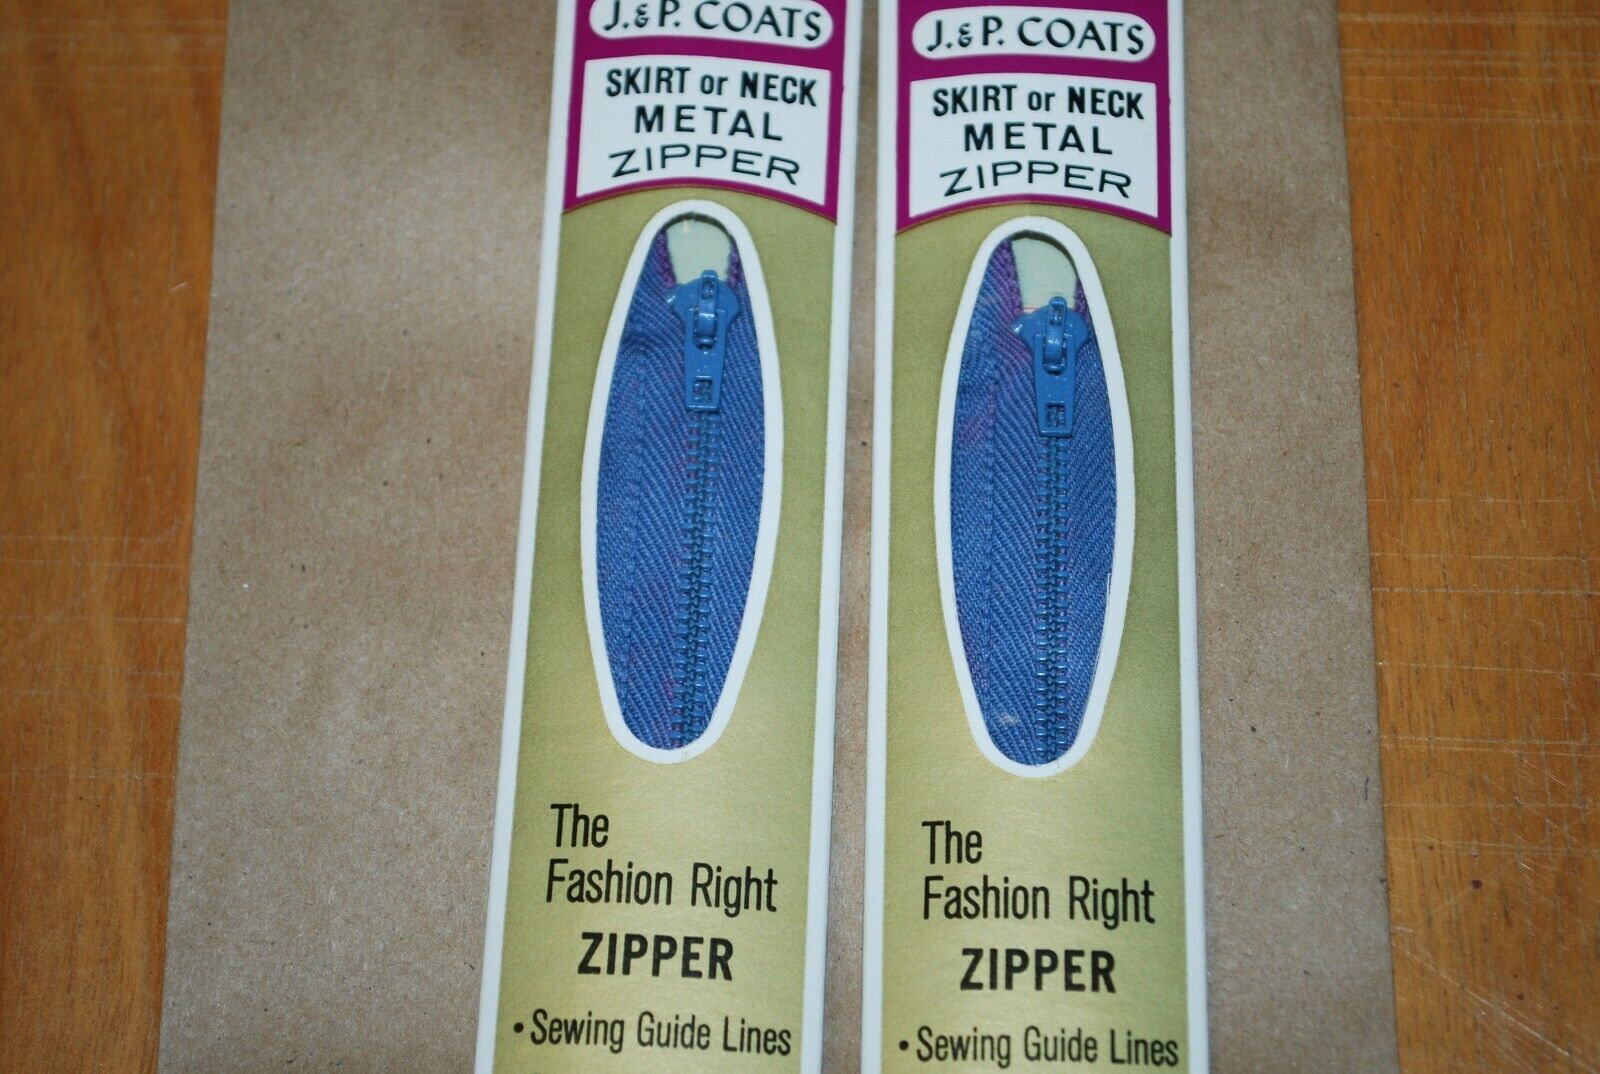 J. & P. COATS
SKIRT or NECK
METAL
ZIPPER
The
Fashion Right
ZIPPER
• Sewing Guide Lines
J. & P. COATS
SKIRT or NECK
METAL
ZIPPER
The
Fashion Right
ZIPPER
• Sewing Guide Lines